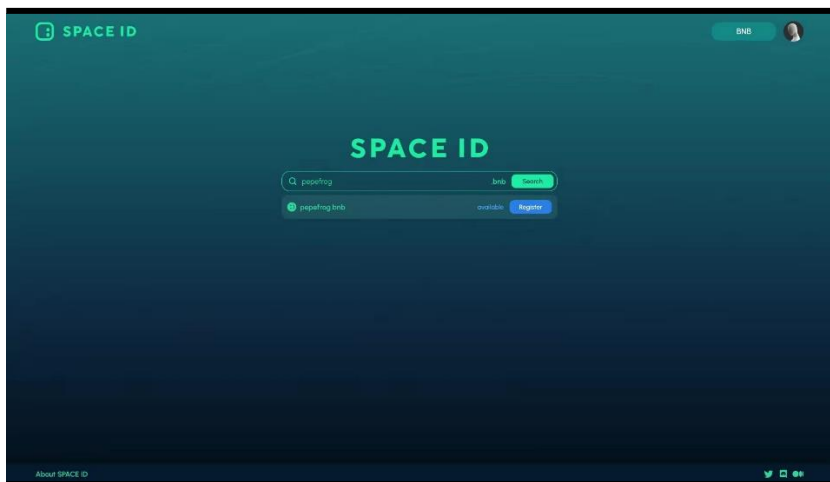 SPACE ID
BNB
SPACE ID
pepefrog
.bnb
Search
pepefrog.bnb
available
Register
About SPACE ID